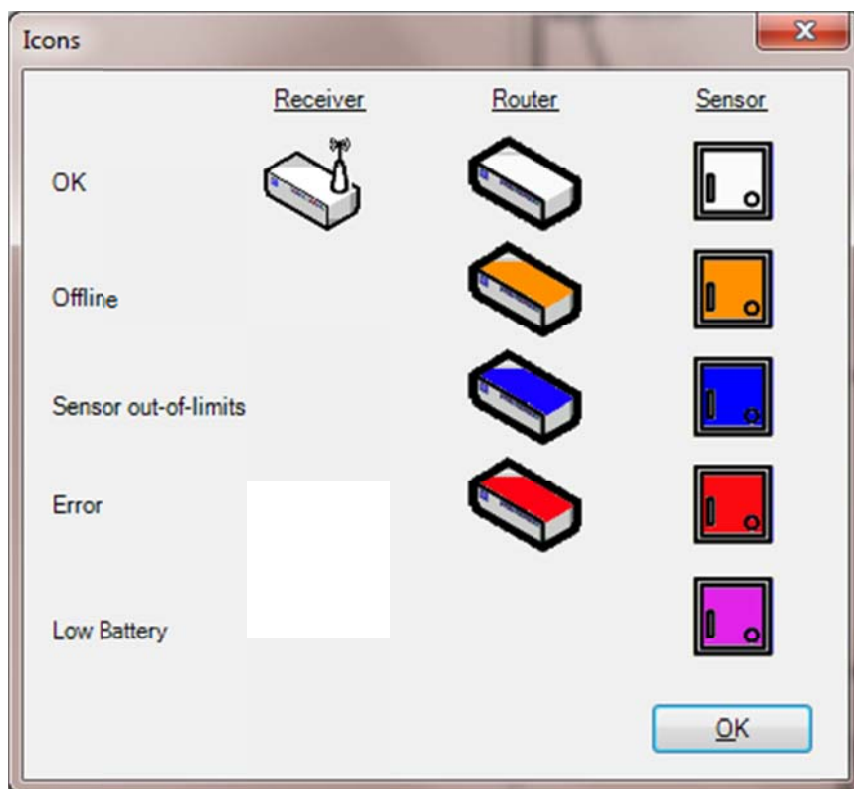 Icons
Receiver Router Sensor
OK
Offline
Sensor out-of-limits
Error
Low Battery
OK